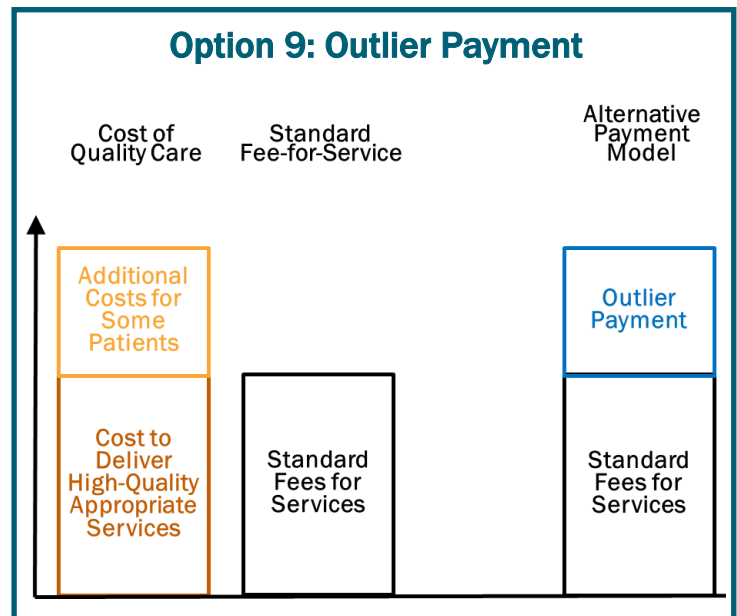 Option 9: Outlier Payment
Cost of
Quality Care
Standard
Fee-for-Service
Alternative
Payment
Model
Additional
Costs for
Some
Patients
Cost to
Deliver
High-Quality
Appropriate
Services
Standard
Fees for
Services
Outlier
Payment
Standard
Fees for
Services